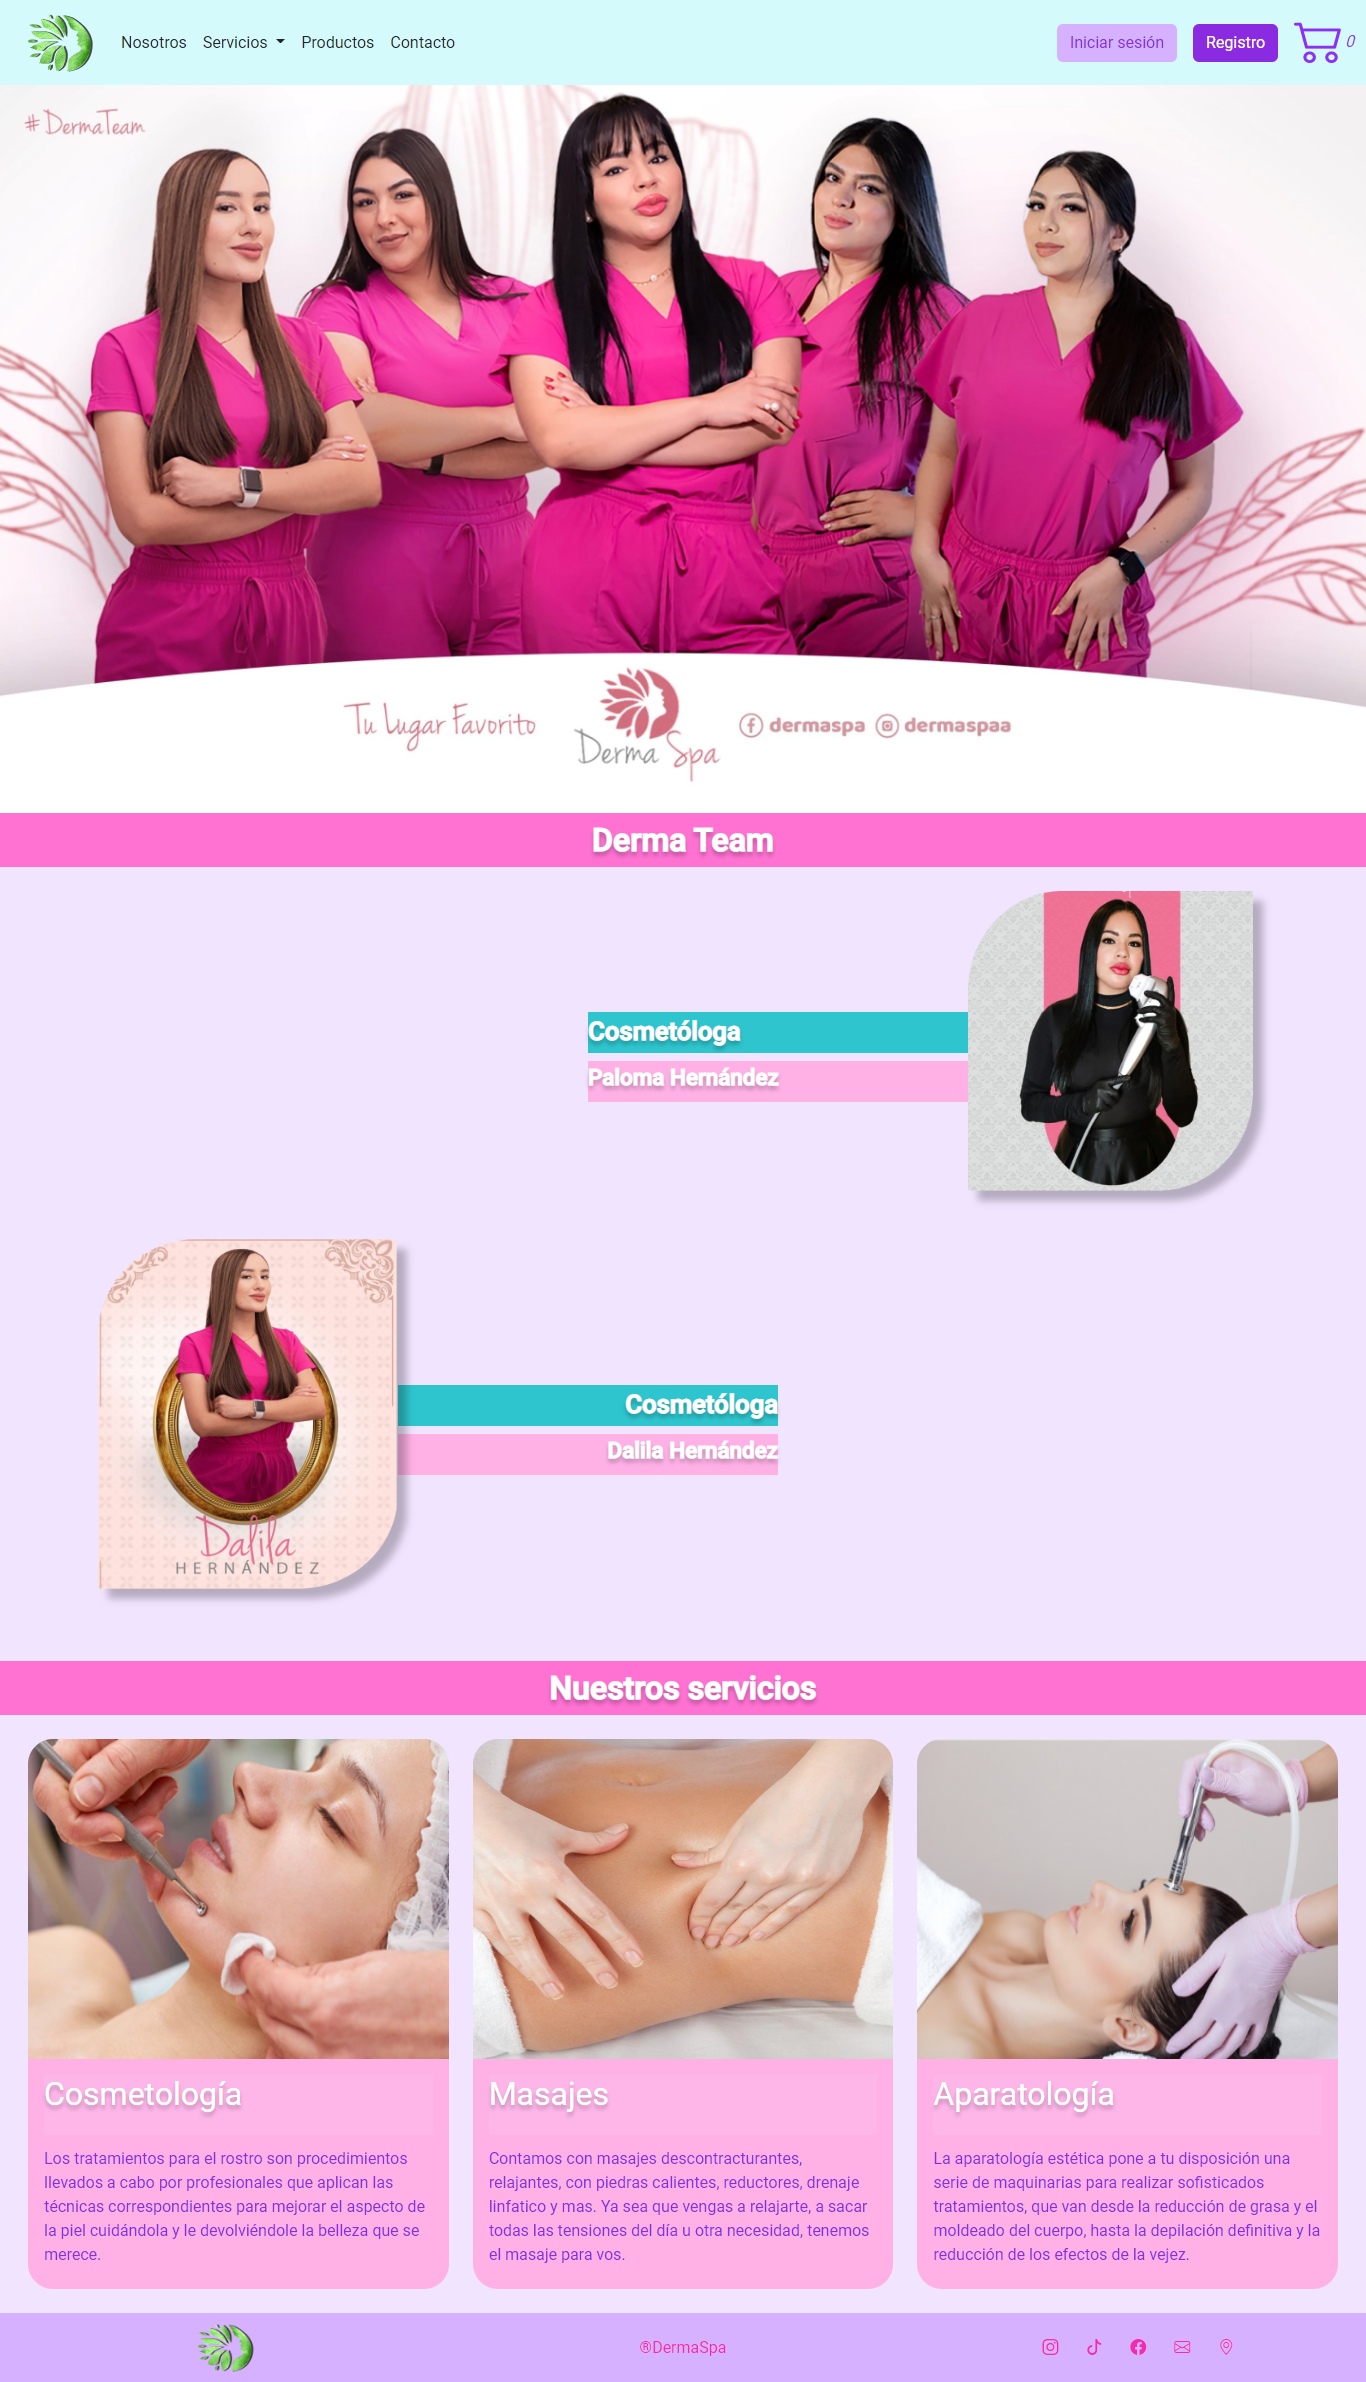 Nosotros Servicios Productos Contacto Iniciar sesión Registro 0
#DermaTeam
Tu Lugar Favorito
Derma Spa
dermaspa dermaspaa
Derma Team
Cosmetóloga
Paloma Hernández
Cosmetóloga
Dalila Hernández
Dalila
HERNÁNDEZ
Nuestros servicios
Cosmetología
Los tratamientos para el rostro son procedimientos
llevados a cabo por profesionales que aplican las
técnicas correspondientes para mejorar el aspecto de
la piel cuidándola y le devolviéndole la belleza que se
merece.
Masajes
Contamos con masajes descontracturantes,
relajantes, con piedras calientes, reductores, drenaje
linfatico y mas. Ya sea que vengas a relajarte, a sacar
todas las tensiones del día u otra necesidad, tenemos
el masaje para vos.
Aparatología
La aparatología estética pone a tu disposición una
serie de maquinarias para realizar sofisticados
tratamientos, que van desde la reducción de grasa y el
moldeado del cuerpo, hasta la depilación definitiva y la
reducción de los efectos de la vejez.
®DermaSpa